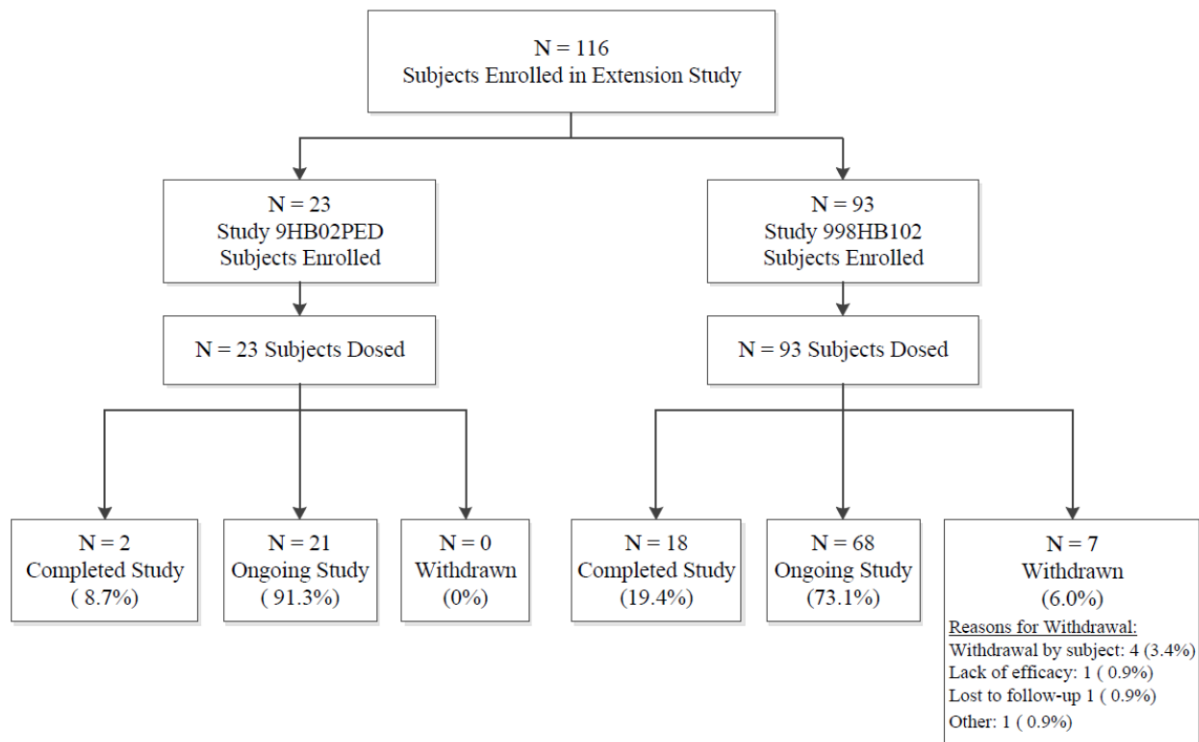 N = 116
Subjects Enrolled in Extension Study
N = 23
Study 9HB02PED
Subjects Enrolled
N = 93
Study 998HB102
Subjects Enrolled
N = 23 Subjects Dosed
N = 93 Subjects Dosed
N = 2
Completed Study
( 8.7%)
N = 21
Ongoing Study
( 91.3%)
N = 0
Withdrawn
(0%)
N = 18
Completed Study
(19.4%)
N = 68
Ongoing Study
(73.1%)
N = 7
Withdrawn
(6.0%)
Reasons for Withdrawal:
Withdrawal by subject: 4 (3.4%)
Lack of efficacy: 1 ( 0.9%)
Lost to follow-up 1 ( 0.9%)
Other: 1 ( 0.9%)